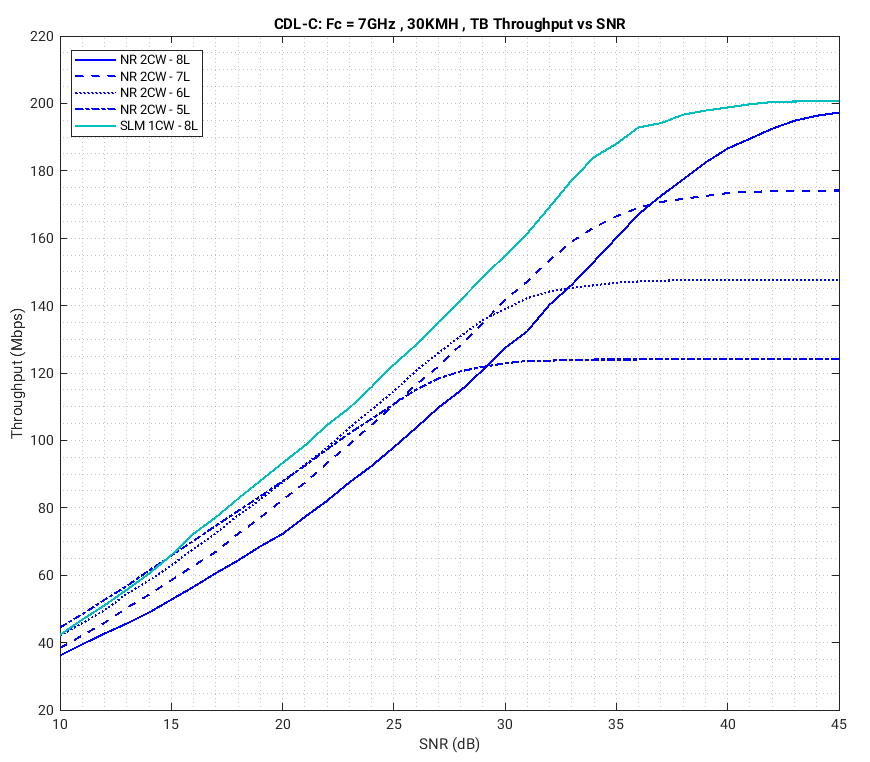 CDL-C: Fc = 7GHz , 30KMH , TB Throughput vs SNR
NR 2CW - 8L
NR 2CW - 7L
NR 2CW - 6L
NR 2CW - 5L
SLM 1CW - 8L
Throughput (Mbps)
220
200
180
160
140
120
100
80
60
40
20
10
15
20
25
30
35
40
45
SNR (dB)